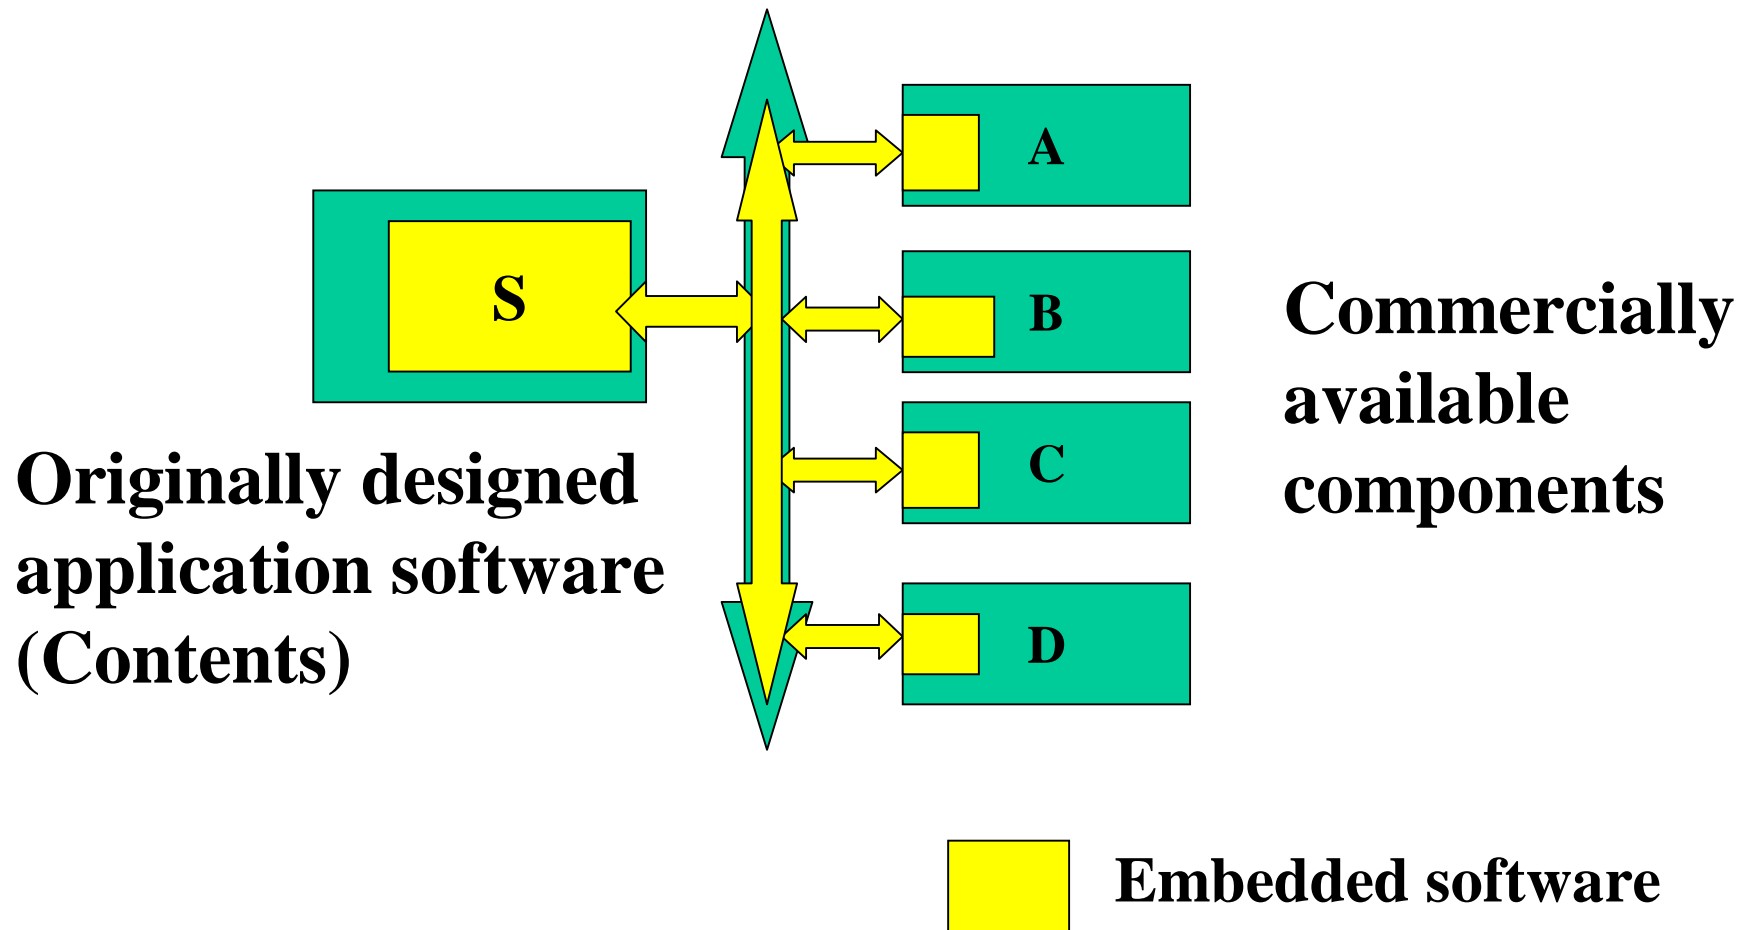 A
S
B
C
D
Originally designed
application software
(Contents)
Commercially
available
components
Embedded software